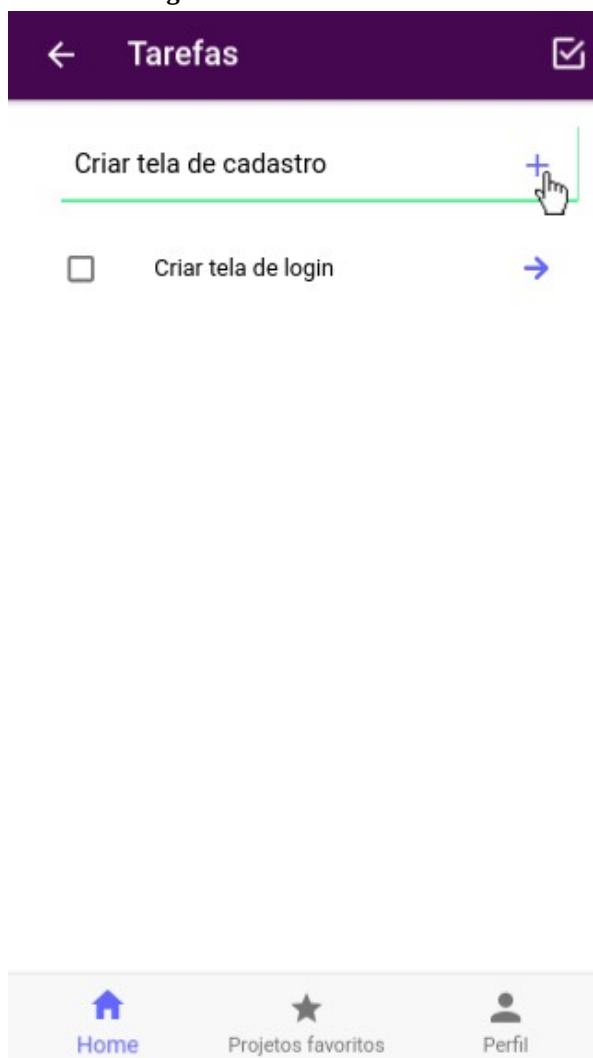 Tarefas
Criar tela de cadastro
Criar tela de login
Home
Projetos favoritos
Perfil